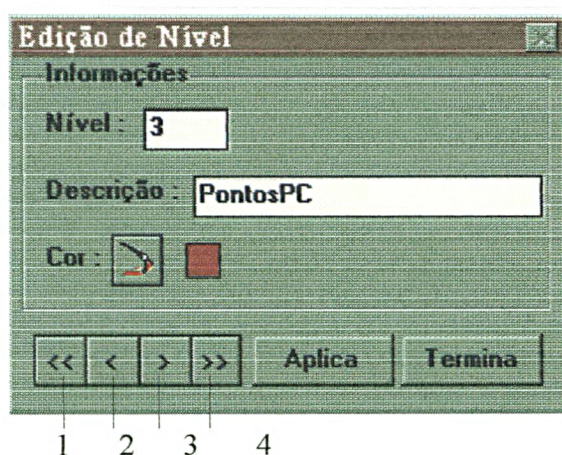 Edição de Nível
Informações
Nível : 3
Descrição : PontosPC
Cor :
<< < > >> Aplica Termina
1 2 3 4